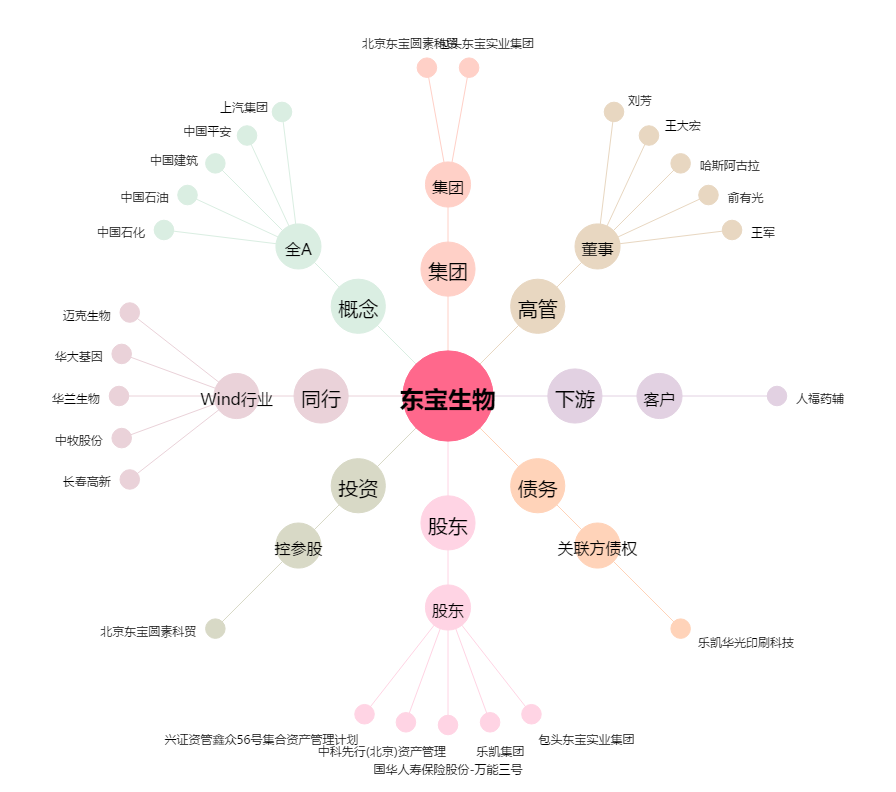 北京东宝圆素科贸
包头东宝实业集团
刘芳
上汽集团
王大宏
中国平安
中国建筑
哈斯阿古拉
集团
中国石油
俞有光
中国石化
王军
全A
董事
集团
概念
高管
迈克生物
华大基因
华兰生物
中牧股份
长春高新
Wind行业
同行
东宝生物
下游
客户
人福药辅
投资
债务
股东
控参股
关联方债权
股东
北京东宝圆素科贸
乐凯华光印刷科技
兴证资管鑫众56号集合资产管理计划
中科先行(北京)资产管理
国华人寿保险股份-万能三号
乐凯集团
包头东宝实业集团